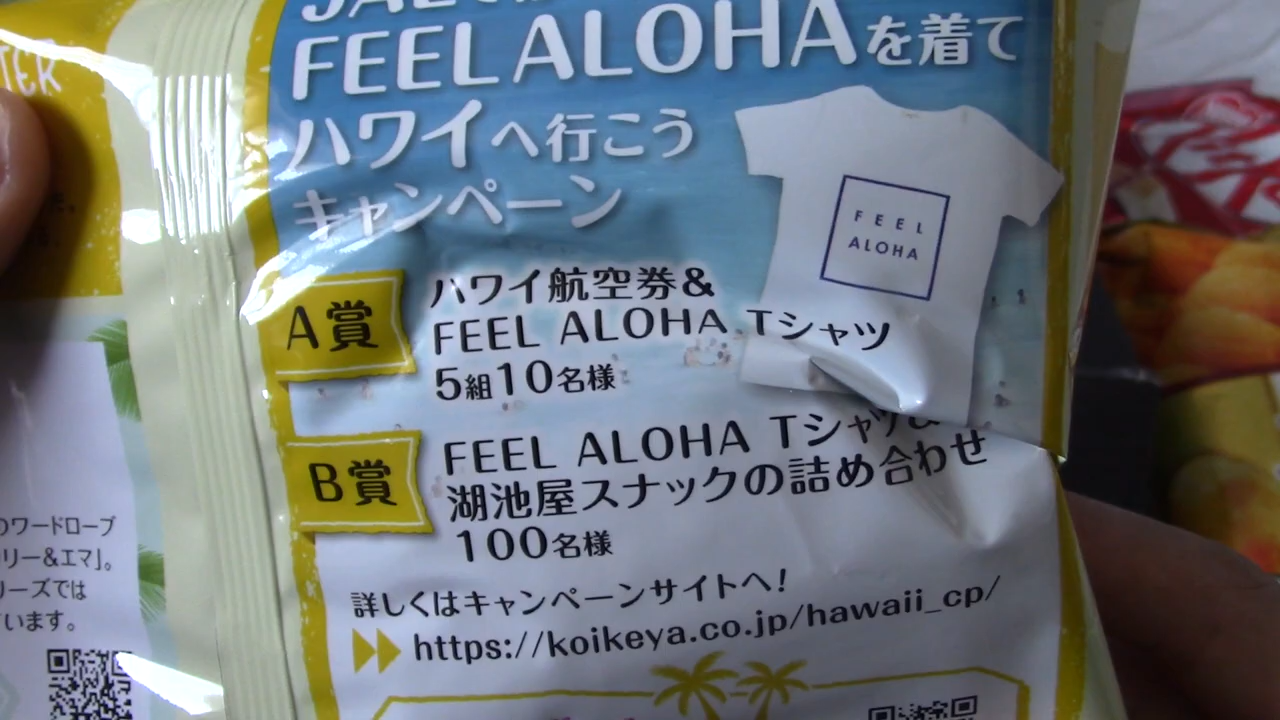 FEEL ALOHAを着て
ハワイへ行こう
キャンペーン
FEEL
ALOHA
A賞
ハワイ航空券&
FEEL ALOHA Tシャツ
5組10名様
B賞
FEEL ALOHA Tシャツ&
湖池屋スナックの詰め合わせ
100名様
詳しくはキャンペーンサイトへ!
https://koikeya.co.jp/hawaii_cp/
のワードローブ
リー&エマ」。
リーズでは
います。